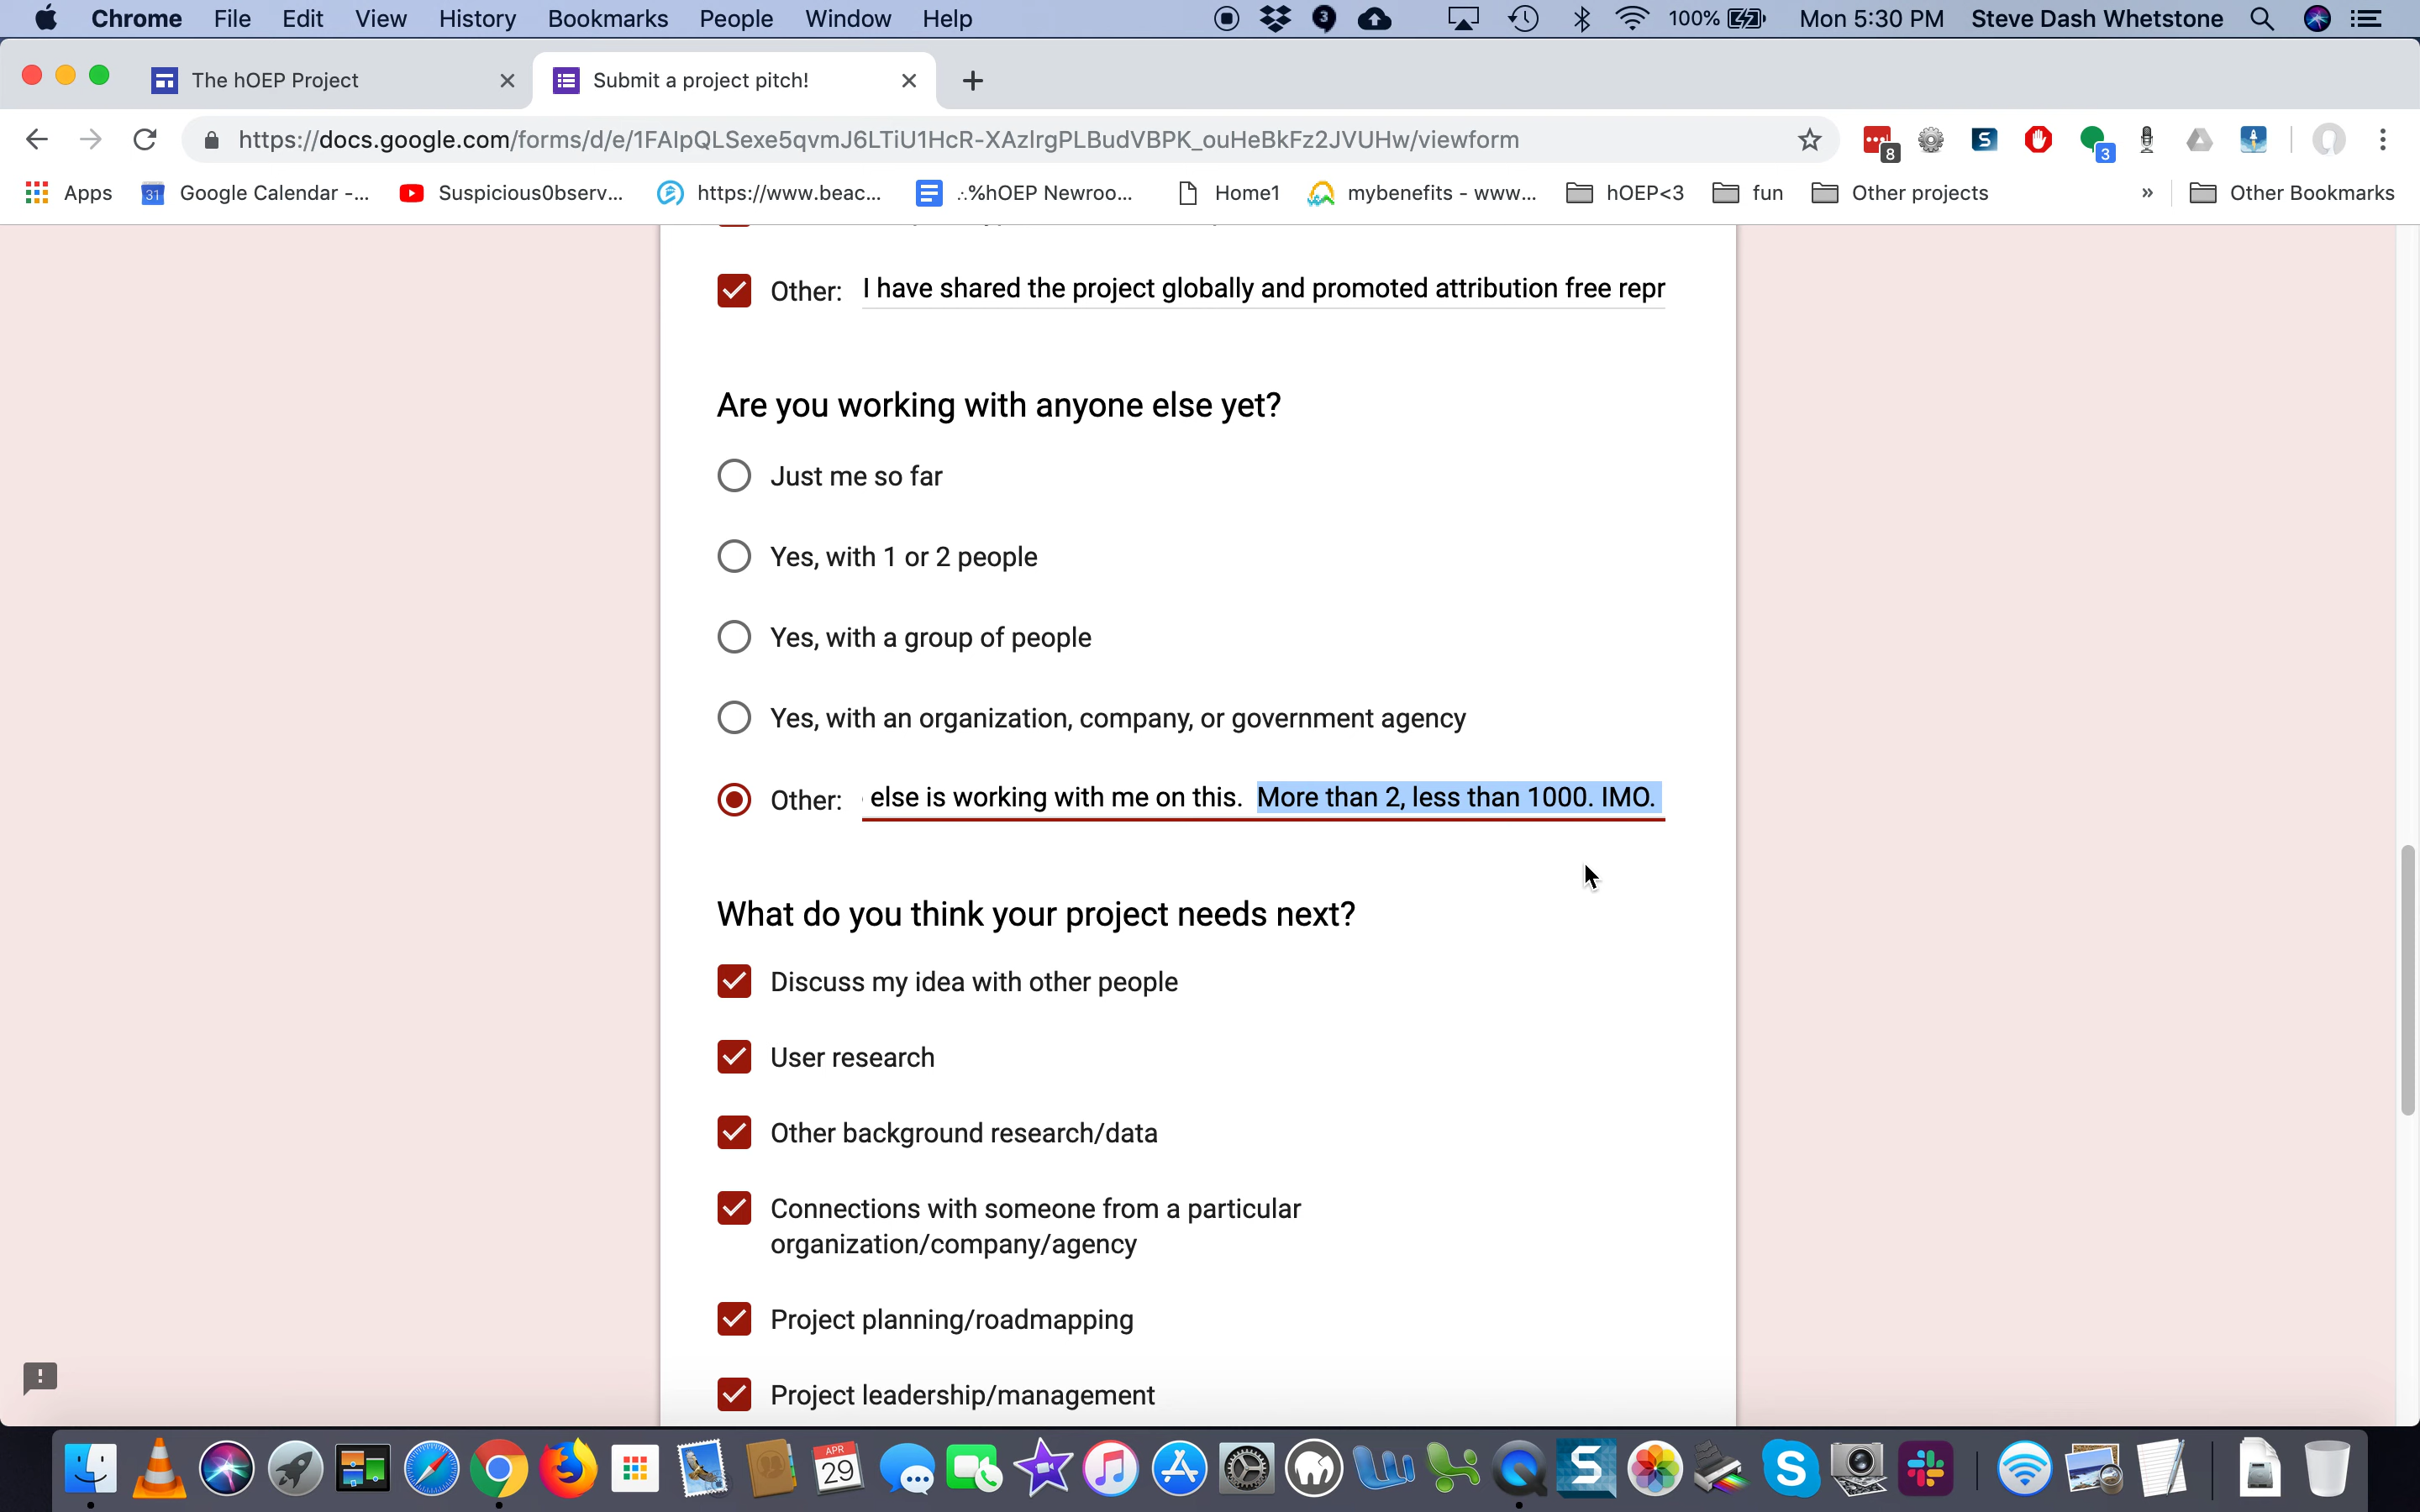 Chrome File Edit View History Bookmarks People Window Help 3 100% Mon 5:30 PM Steve Dash Whetstone
The hOEP Project Submit a project pitch!
https://docs.google.com/forms/d/e/1FAIpQLSexe5qvmJ6LTiU1HcR-XAzlrgPLBudVBPK_ouHeBkFz2JVUHw/viewform 8 S 3
Apps 31 Google Calendar -... Suspicious0bserv... https://www.beac... .:%hOEP Newroo... Home1 mybenefits - www... hOEP<3 fun Other projects » Other Bookmarks
Other: I have shared the project globally and promoted attribution free repr
Are you working with anyone else yet?
Just me so far
Yes, with 1 or 2 people
Yes, with a group of people
Yes, with an organization, company, or government agency
Other: else is working with me on this. More than 2, less than 1000. IMO.
What do you think your project needs next?
Discuss my idea with other people
User research
Other background research/data
Connections with someone from a particular
organization/company/agency
Project planning/roadmapping
Project leadership/management
APR
29
S S